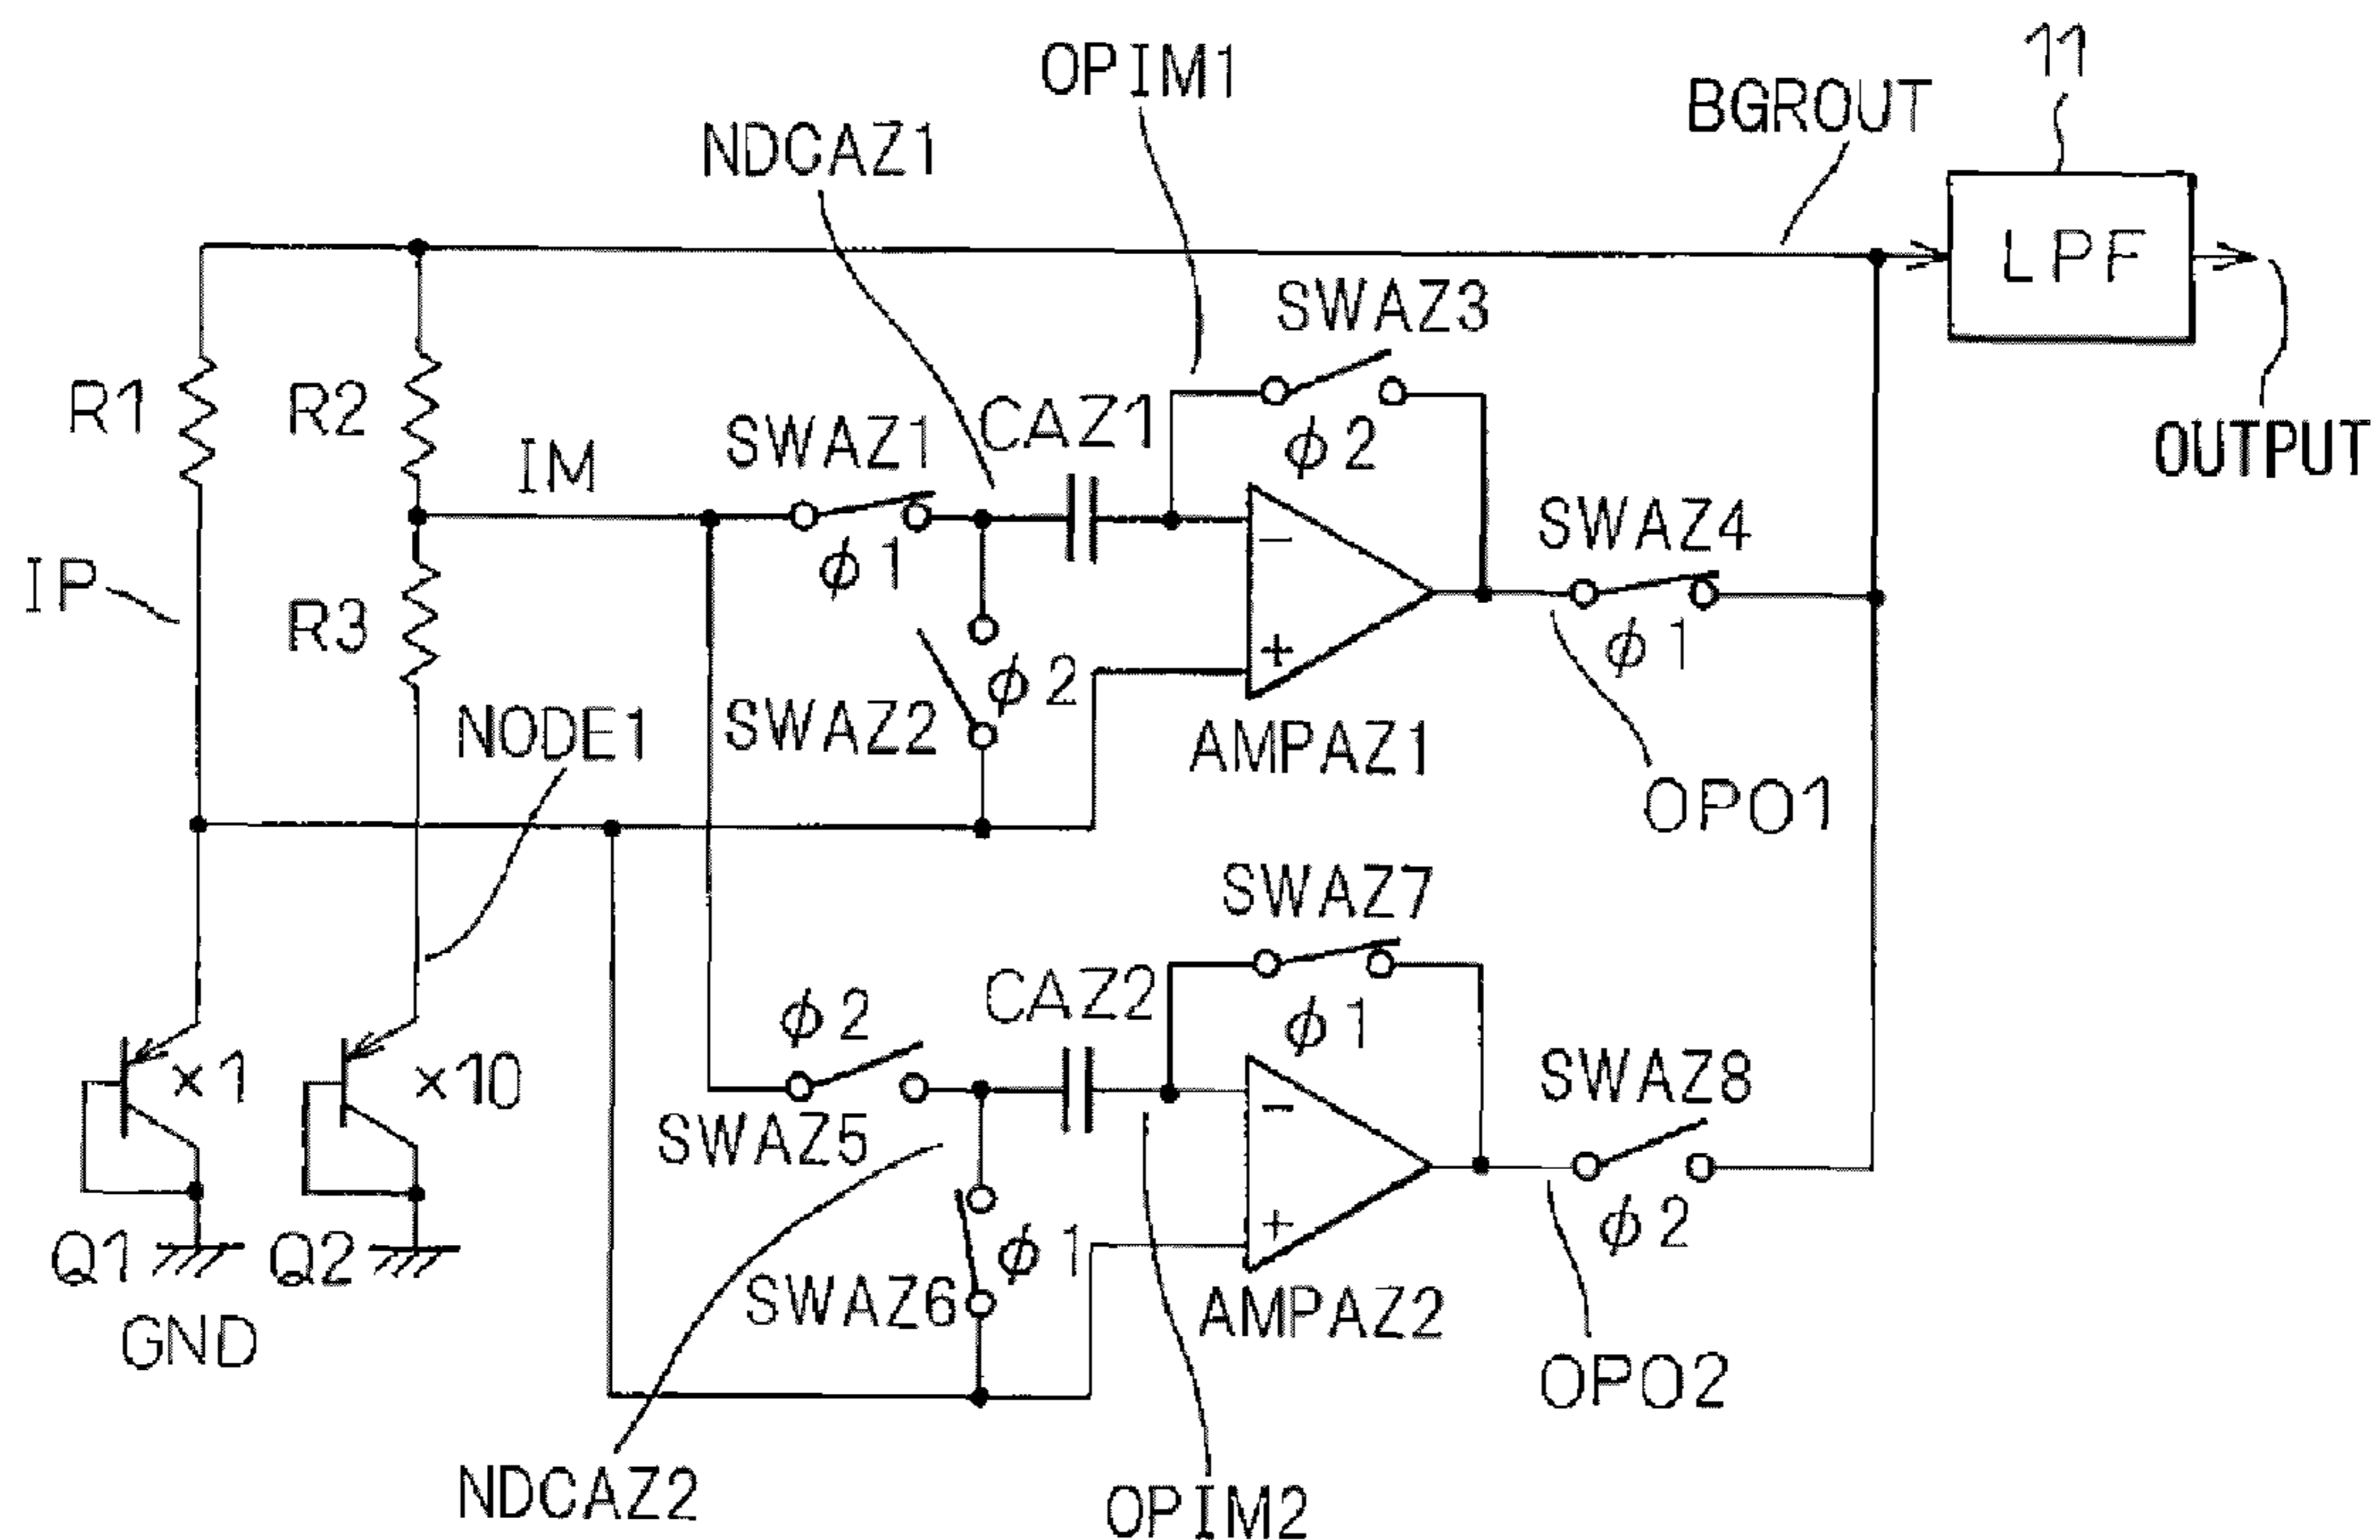 11
OPIM1
BGROUT
NDCAZ1
LPF
SWAZ3
R1
R2
SWAZ1
CAZ1
φ2
OUTPUT
IM
SWAZ4
φ1
−
IP
R3
φ1
+
φ2
NODE1
SWAZ2
AMPAZ1
OPO1
SWAZ7
φ2
CAZ2
φ1
×1
×10
SWAZ8
SWAZ5
−
φ2
+
Q1
Q2
φ1
SWAZ6
AMPAZ2
GND
OPO2
NDCAZ2
OPIM2